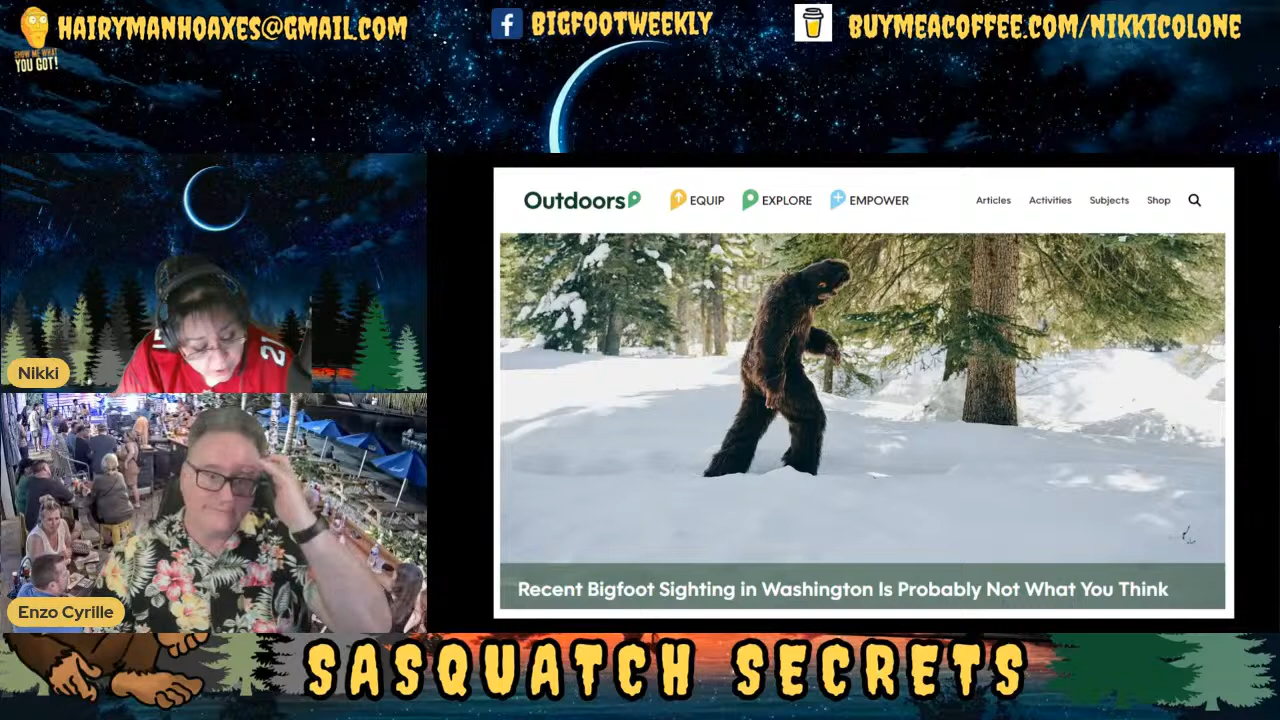 HAIRYMANHOAXES@GMAIL.COM
SHOW ME WHAT
YOU GOT!
BIGFOOTWEEKLY
BUYMEACOFFEE.COM/NIKKICOLONE
Outdoors
EQUIP
EXPLORE
EMPOWER
Articles
Activities
Subjects
Shop
Nikki
2
Enzo Cyrille
Recent Bigfoot Sighting in Washington Is Probably Not What You Think
SASQUATCH SECRETS